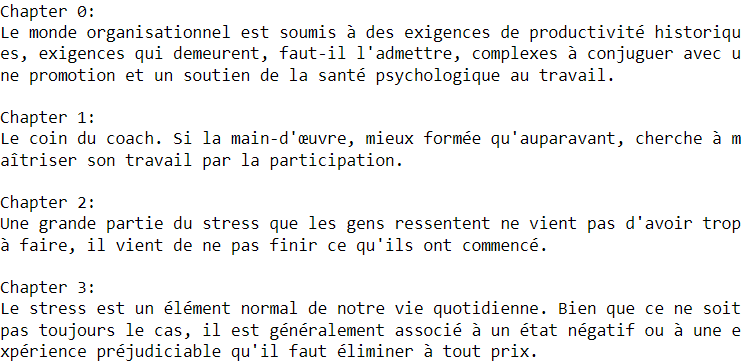 Chapter 0:
Le monde organisationnel est soumis à des exigences de productivité historiqu
es, exigences qui demeurent, faut-il l'admettre, complexes à conjuguer avec u
ne promotion et un soutien de la santé psychologique au travail.

Chapter 1:
Le coin du coach. Si la main-d'œuvre, mieux formée qu'auparavant, cherche à m
aîtriser son travail par la participation.

Chapter 2:
Une grande partie du stress que les gens ressentent ne vient pas d'avoir trop
à faire, il vient de ne pas finir ce qu'ils ont commencé.

Chapter 3:
Le stress est un élément normal de notre vie quotidienne. Bien que ce ne soit
pas toujours le cas, il est généralement associé à un état négatif ou à une e
xpérience préjudiciable qu'il faut éliminer à tout prix.